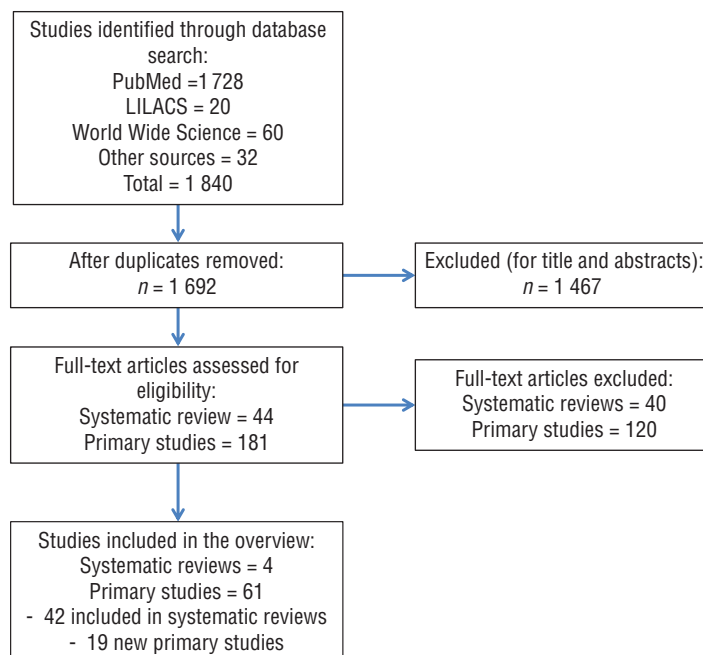 Studies identified through database
search:
PubMed =1 728
LILACS = 20
World Wide Science = 60
Other sources = 32
Total = 1 840
After duplicates removed:
n = 1 692
Excluded (for title and abstracts):
n = 1 467
Full-text articles assessed for
eligibility:
Systematic review = 44
Primary studies = 181
Full-text articles excluded:
Systematic reviews = 40
Primary studies = 120
Studies included in the overview:
Systematic reviews = 4
Primary studies = 61
- 42 included in systematic reviews
- 19 new primary studies